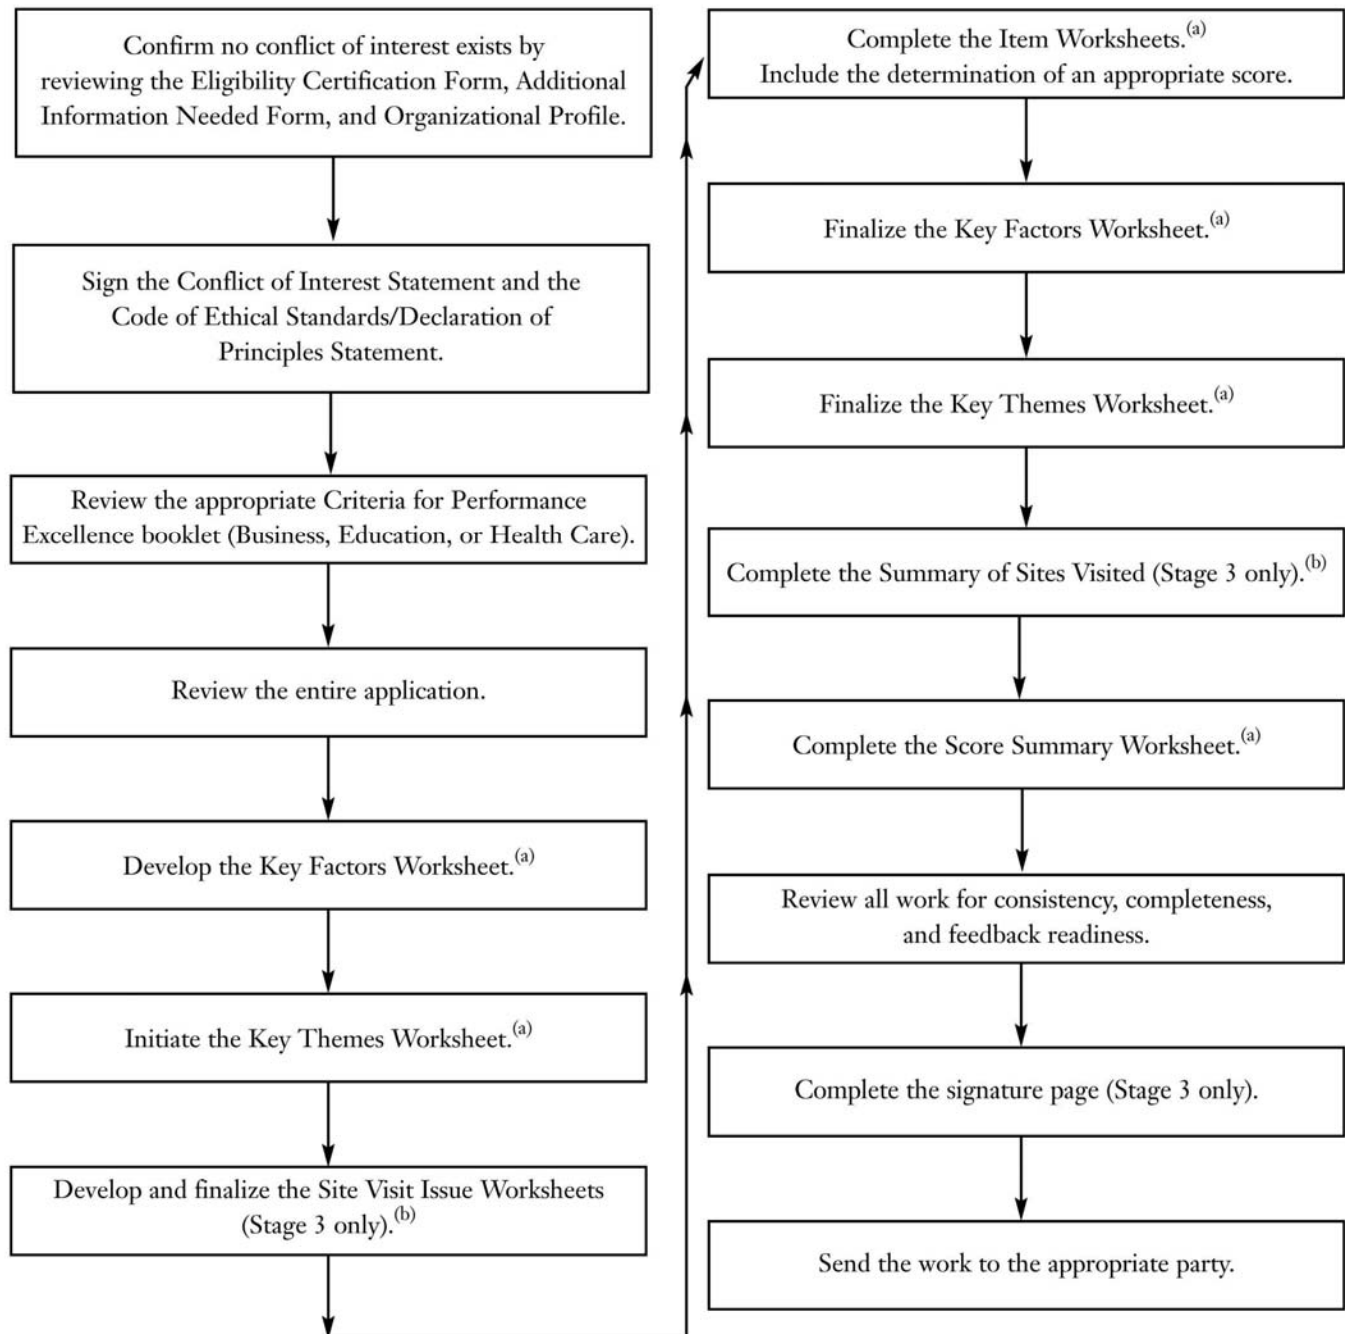 Confirm no conflict of interest exists by
reviewing the Eligibility Certification Form, Additional
Information Needed Form, and Organizational Profile.
Sign the Conflict of Interest Statement and the
Code of Ethical Standards/Declaration of
Principles Statement.
Review the appropriate Criteria for Performance
Excellence booklet (Business, Education, or Health Care).
Review the entire application.
Develop the Key Factors Worksheet.(a)
Initiate the Key Themes Worksheet.(a)
Develop and finalize the Site Visit Issue Worksheets
(Stage 3 only).(b)
Complete the Item Worksheets.(a)
Include the determination of an appropriate score.
Finalize the Key Factors Worksheet.(a)
Finalize the Key Themes Worksheet.(a)
Complete the Summary of Sites Visited (Stage 3 only).(b)
Complete the Score Summary Worksheet.(a)
Review all work for consistency, completeness,
and feedback readiness.
Complete the signature page (Stage 3 only).
Send the work to the appropriate party.